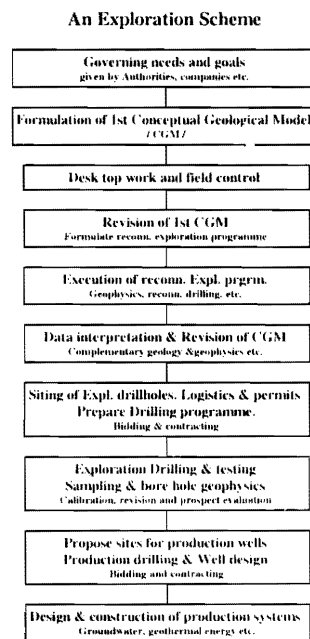 An Exploration Scheme
Governing needs and goals
given by Authorities, companies etc.
Formulation of 1st Conceptual Geological Model
/ CGM /
Desk top work and field control
Revision of 1st CGM
Formulate reconn. exploration programme
Execution of reconn. Expl. prgrm.
Geophysics, reconn. drilling, etc.
Data interpretation & Revision of CGM
Complementary geology &geophysics etc.
Siting of Expl. drillholes. Logistics & permits
Prepare Drilling programme.
Bidding & contracting
Exploration Drilling & testing
Sampling & bore hole geophysics
Calibration, revision and prospect evaluation
Propose sites for production wells
Production drilling & Well design
Bidding and contracting
Design & construction of production systems
Groundwater, geothermal energy etc.